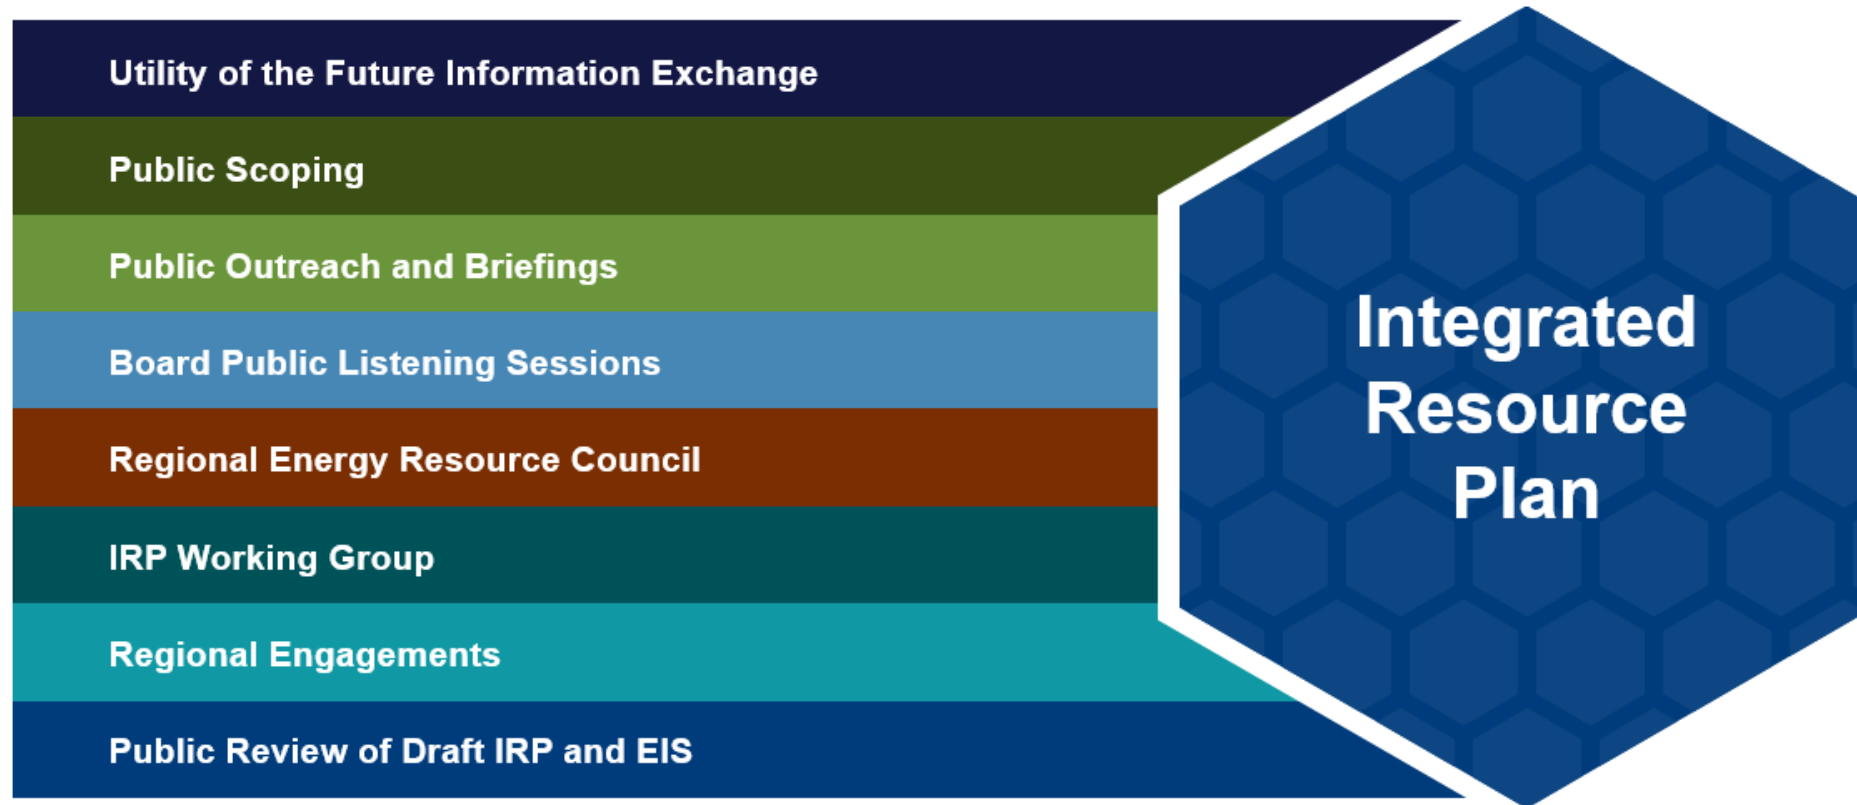 Utility of the Future Information Exchange
Public Scoping
Public Outreach and Briefings
Board Public Listening Sessions
Regional Energy Resource Council
IRP Working Group
Regional Engagements
Public Review of Draft IRP and EIS
Integrated
Resource
Plan